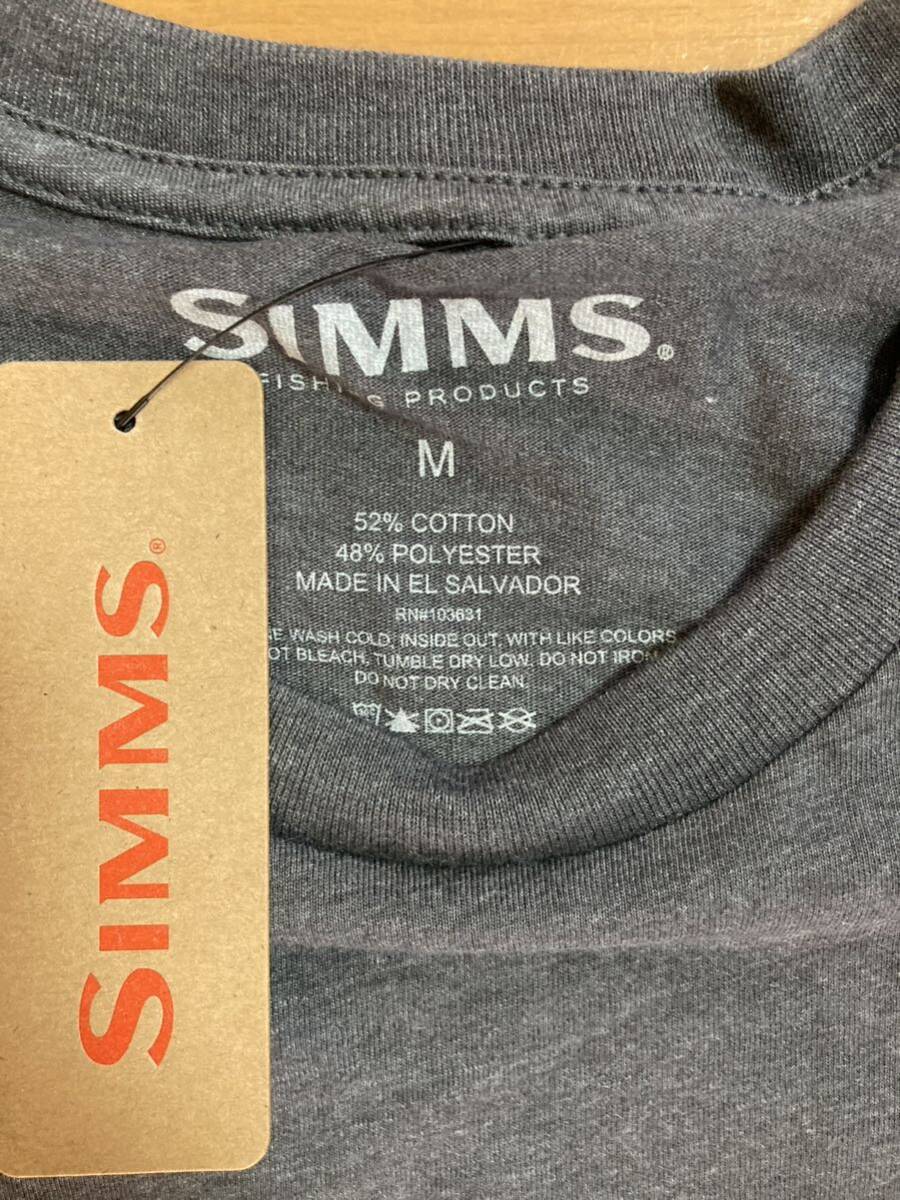 SIMMS®
FISHING PRODUCTS
M
52% COTTON
48% POLYESTER
MADE IN EL SALVADOR
RN#103631
WASH COLD, INSIDE OUT, WITH LIKE COLORS
BLEACH, TUMBLE DRY LOW. DO NOT IRON
DO NOT DRY CLEAN.
SIMMS®